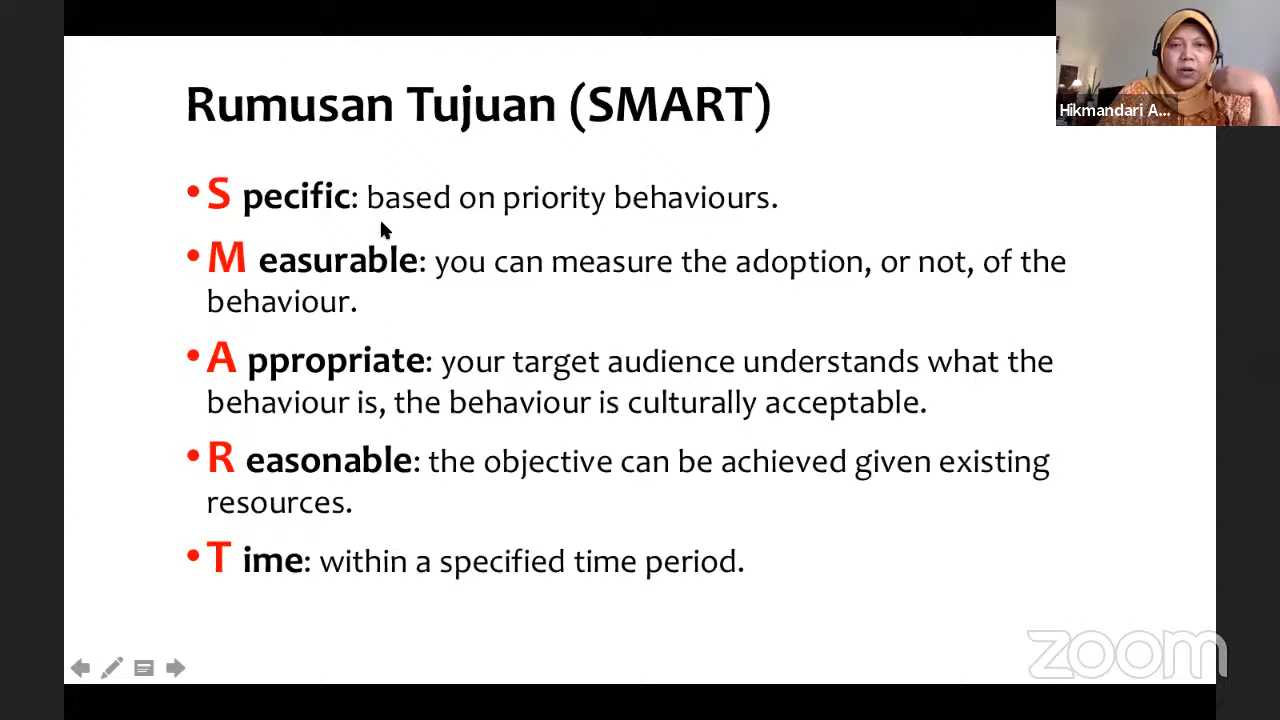 Rumusan Tujuan (SMART)
• S pecific: based on priority behaviours.
• M easurable: you can measure the adoption, or not, of the
behaviour.
• A ppropriate: your target audience understands what the
behaviour is, the behaviour is culturally acceptable.
• R easonable: the objective can be achieved given existing
resources.
• T ime: within a specified time period.
Hikmandari A...
zoom